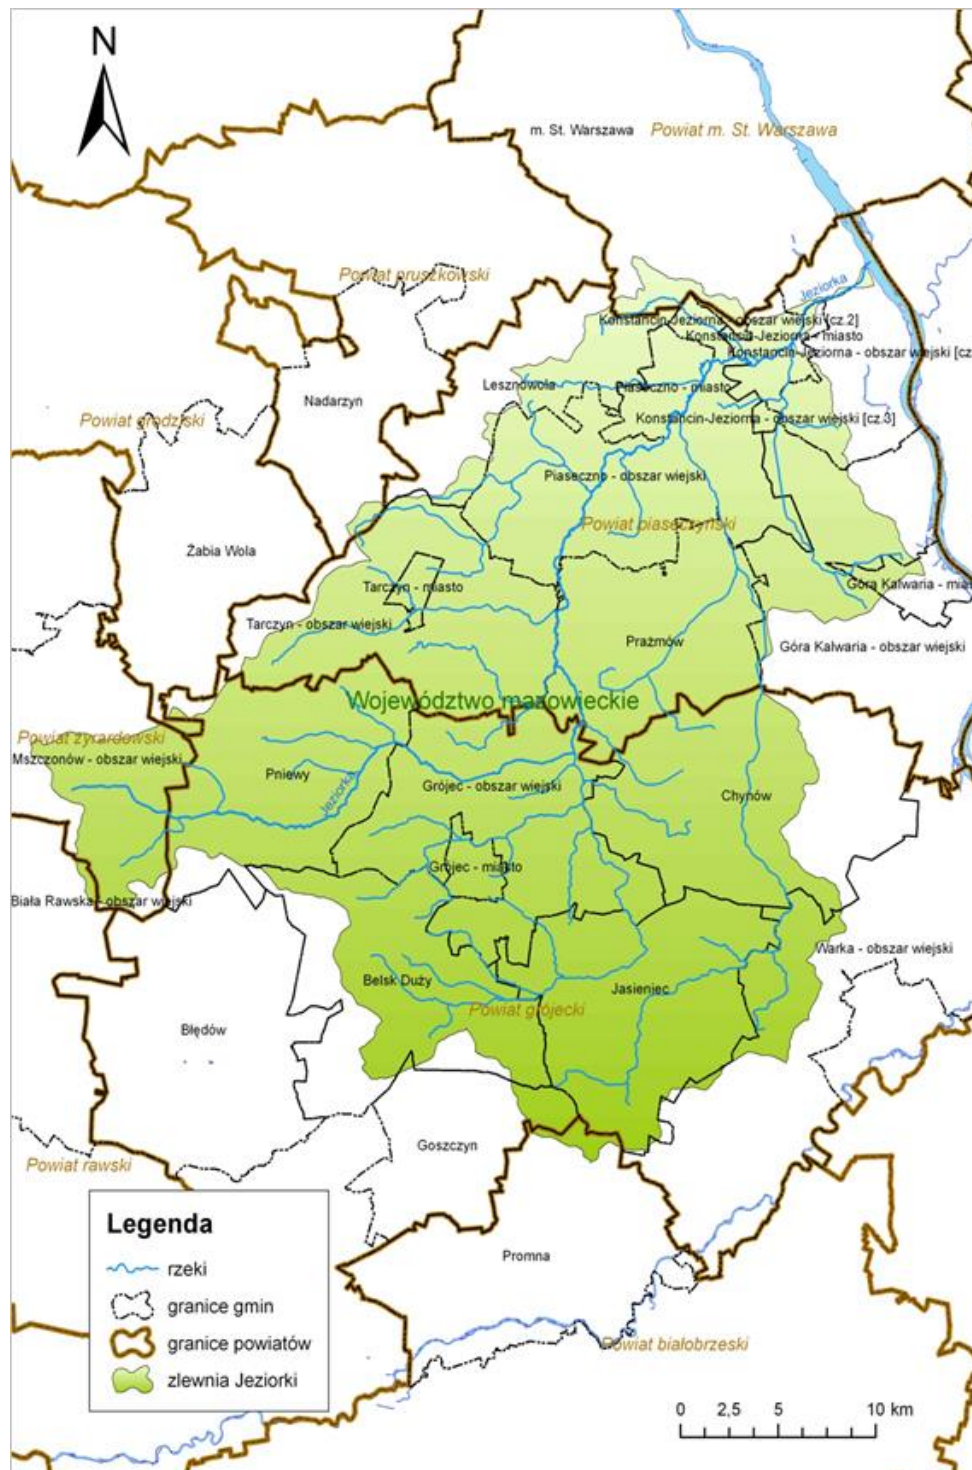 N
m. St. Warszawa
Powiat m. St. Warszawa
Powiat pruszkowski
Jeziorka
Konstancin-Jeziorna - obszar wiejski [cz.2]
Konstancin-Jeziorna - miasto
Konstancin-Jeziorna - obszar wiejski [cz
Lesznowola
Piaseczno - miasto
Nadarzyn
Powiat grodziski
Konstancin-Jeziorna - obszar wiejski [cz.3]
Piaseczno - obszar wiejski
Powiat piaseczyński
Żabia Wola
Tarczyn - miasto
Góra Kalwaria - mia
Tarczyn - obszar wiejski
Prażmów
Góra Kalwaria - obszar wiejski
Województwo mazowieckie
Powiat żyrardowski
Mszczonów - obszar wiejski
Pniewy
Jeziorka
Grójec - obszar wiejski
Chynów
Grójec - miasto
Biała Rawska - obszar wiejski
Warka - obszar wiejski
Belsk Duży
Jasieniec
Powiat grójecki
Błędów
Goszczyn
Powiat rawski
Promna
Powiat białobrzeski
Legenda
rzeki
granice gmin
granice powiatów
zlewnia Jeziorki
0 2,5 5 10 km